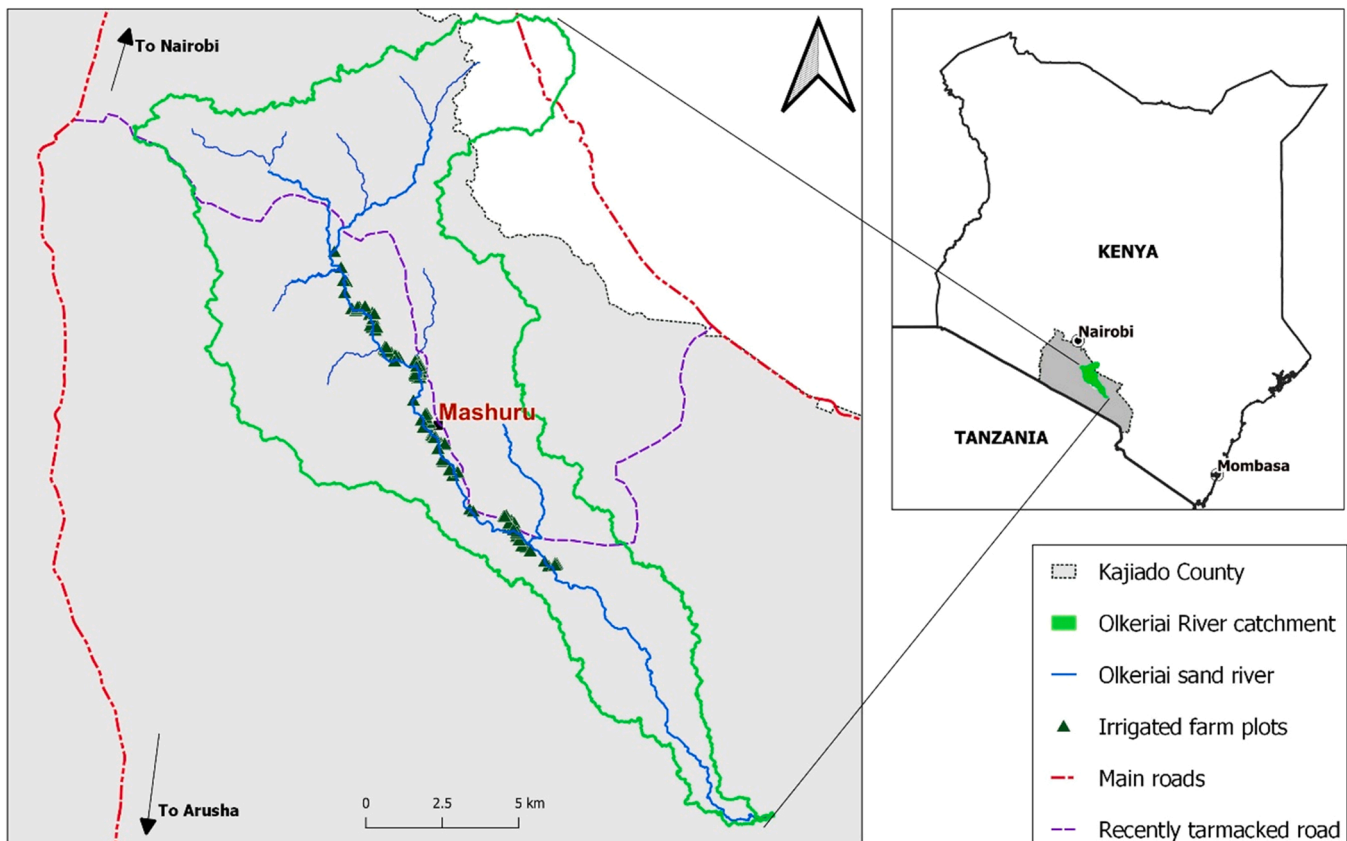 To Nairobi
Mashuru
To Arusha
0 2.5 5 km
KENYA
Nairobi
TANZANIA
Mombasa
Kajiado County
Olkeriai River catchment
Olkeriai sand river
Irrigated farm plots
Main roads
Recently tarmacked road